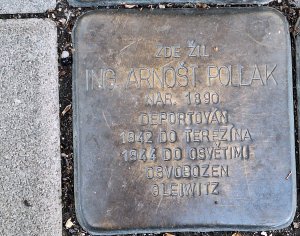 ZDE ŽIL
ING. ARNOŠT POLLAK
NAR. 1890
DEPORTOVÁN
1942 DO TEREZÍNA
1944 DO OSVĚTIMI
OSVOBOZEN
GLEIWITZ